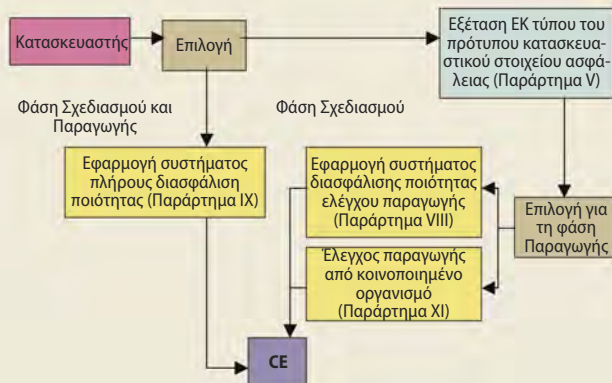 Κατασκευαστής
Επιλογή
Εξέταση ΕΚ τύπου του
πρότυπου κατασκευα-
στικού στοιχείου ασφά-
λειας (Παράρτημα V)
Φάση Σχεδιασμού και
Παραγωγής
Φάση Σχεδιασμού
Εφαρμογή συστήματος
πλήρους διασφάλιση
ποιότητας (Παράρτημα IX)
Εφαρμογή συστήματος
διασφάλισης ποιότητας
ελέγχου παραγωγής
(Παράρτημα VIII)
Επιλογή για
τη φάση
Παραγωγής
Έλεγχος παραγωγής
από κοινοποιημένο
οργανισμό
(Παράρτημα XI)
CE